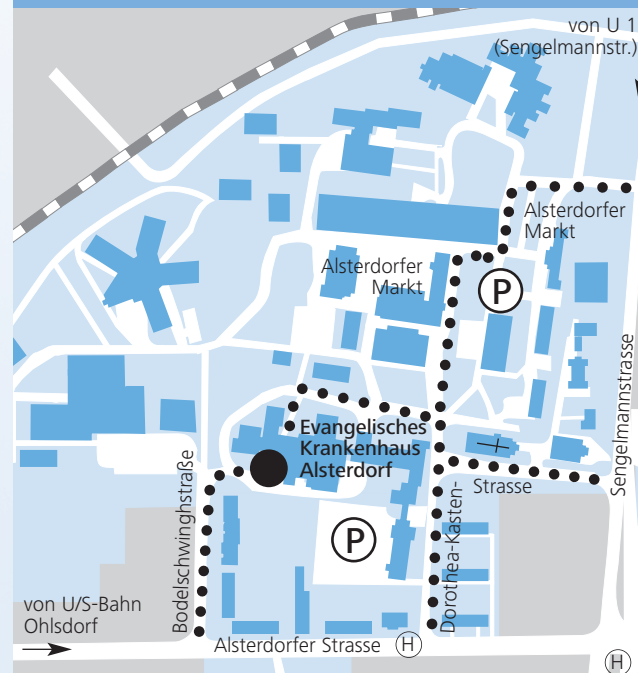 von U 1
(Sengelmannstr.)
Alsterdorfer
Markt
Alsterdorfer
Markt
P
Sengelmannstrasse
Evangelisches
Krankenhaus
Alsterdorf
Strasse
Dorothea-Kasten-
P
Bodelschwinghstraße
von U/S-Bahn
Ohlsdorf
Alsterdorfer Strasse
H
H